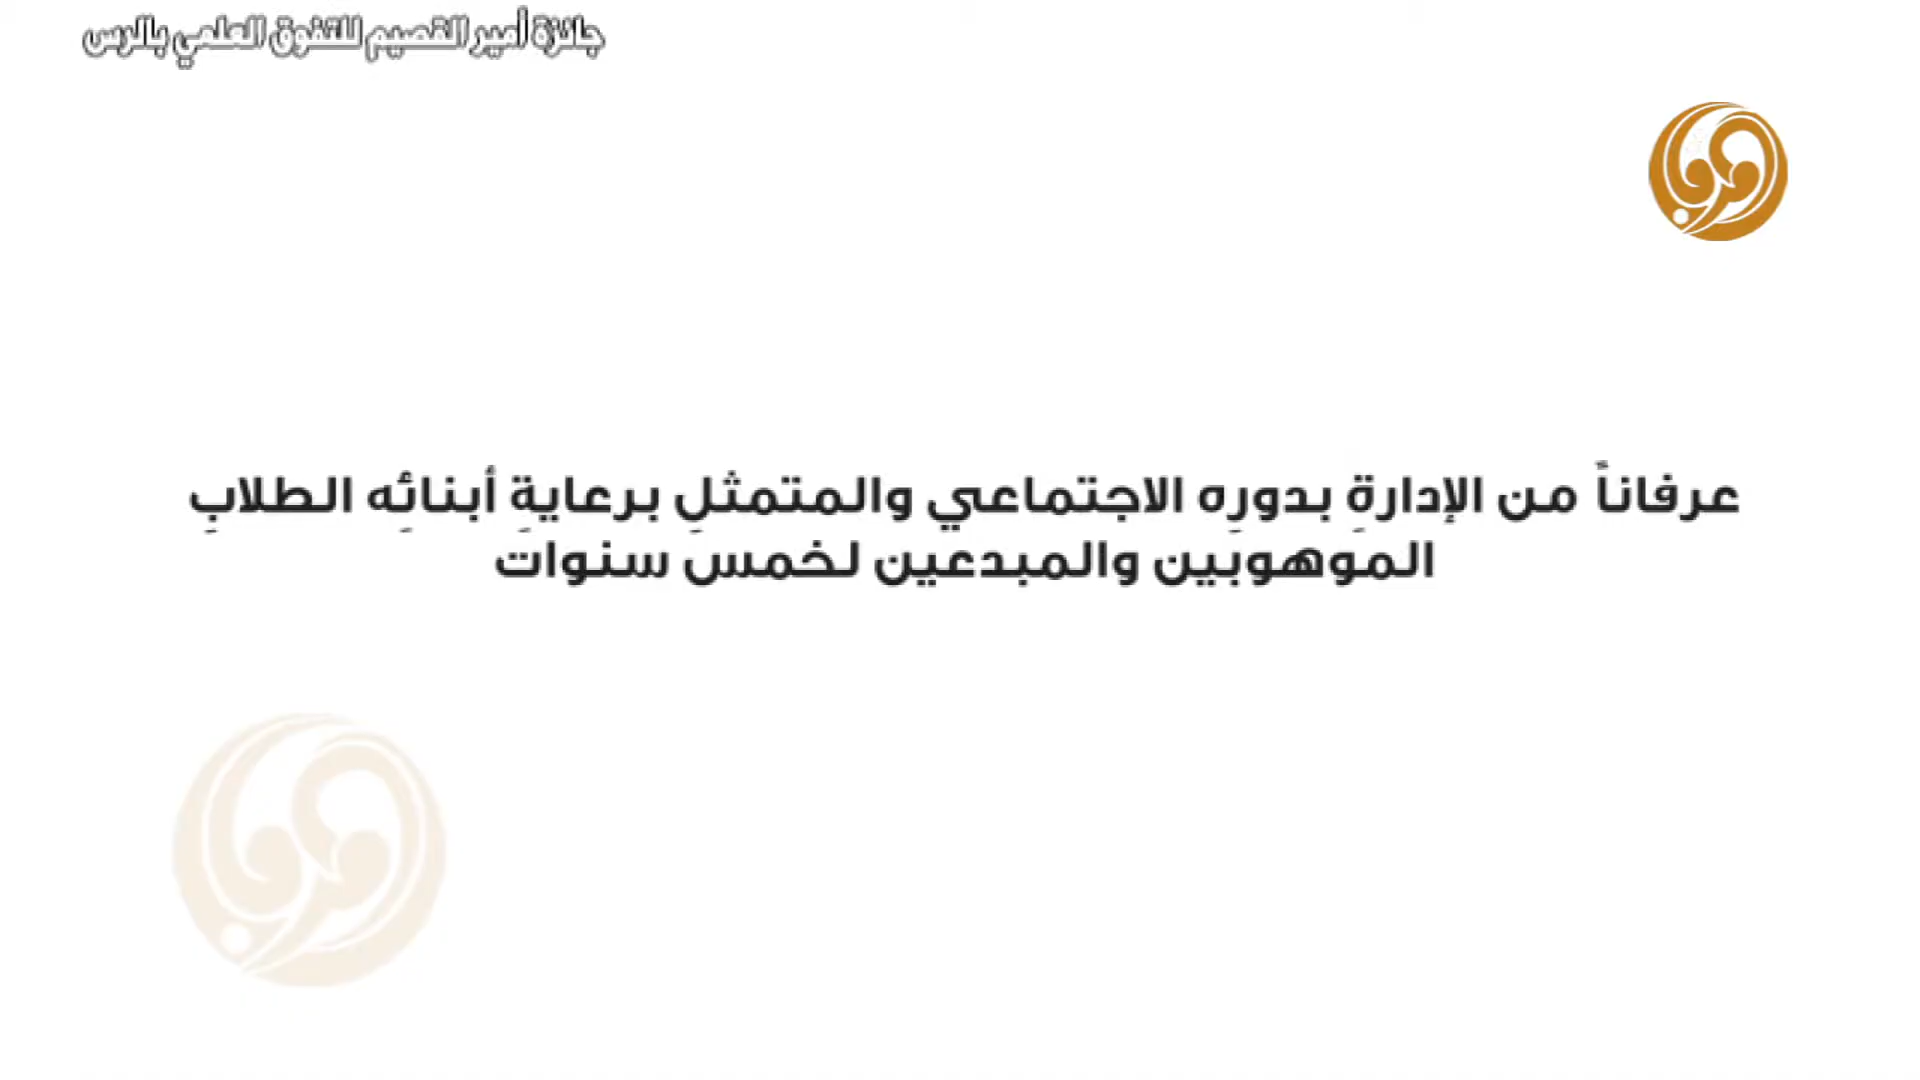 جائزة أمير القصيم للتفوق العلمي بالرس
عرفاناً من الإدارةِ بدورِه الاجتماعي والمتمثلِ برعايةِ أبنائِه الطلابِ
الموهوبين والمبدعين لخمس سنوات